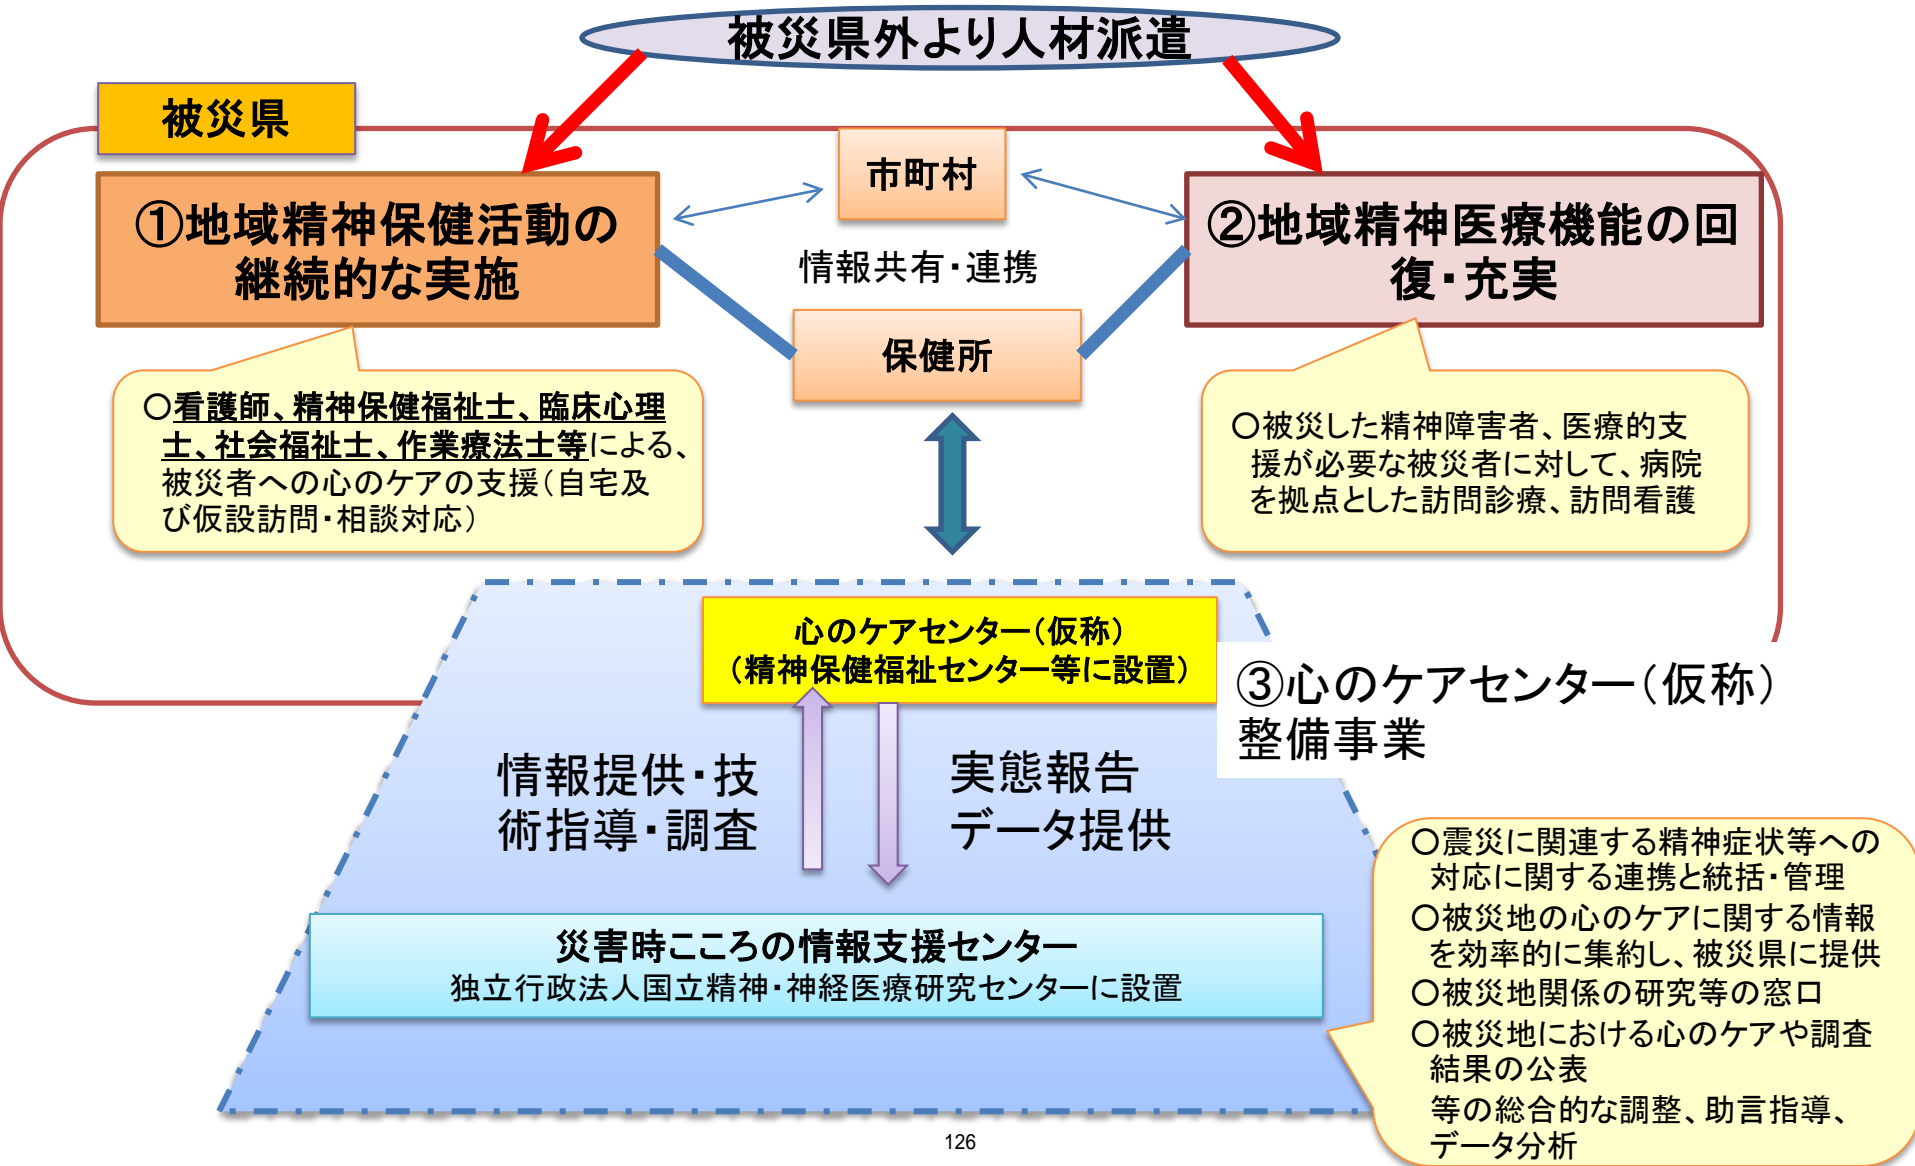 被災県外より人材派遣
被災県
市町村
①地域精神保健活動の
継続的な実施
②地域精神医療機能の回
復・充実
情報共有・連携
保健所
○看護師、精神保健福祉士、臨床心理
士、社会福祉士、作業療法士等による、
被災者への心のケアの支援（自宅及
び仮設訪問・相談対応）
○被災した精神障害者、医療的支
援が必要な被災者に対して、病院
を拠点とした訪問診療、訪問看護
心のケアセンター（仮称）
（精神保健福祉センター等に設置）
③心のケアセンター（仮称）
整備事業
情報提供・技
術指導・調査
実態報告
データ提供
災害時こころの情報支援センター
独立行政法人国立精神・神経医療研究センターに設置
○震災に関連する精神症状等への
対応に関する連携と統括・管理
○被災地の心のケアに関する情報
を効率的に集約し、被災県に提供
○被災地関係の研究等の窓口
○被災地における心のケアや調査
結果の公表
等の総合的な調整、助言指導、
データ分析
126